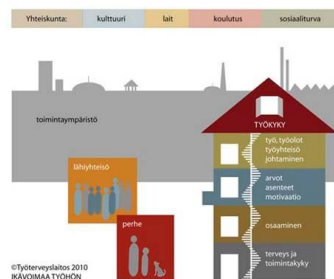 Yhteiskunta: kulttuuri lait koulutus sosiaaliturva
toimintaympäristö
TYÖKYKY
työ, työolot
työyhteisö
johtaminen
lähiyhteisö
arvot
asenteet
motivaatio
perhe
osaaminen
terveys ja
toimintakyky
©Työterveyslaitos 2010
IKÄVOIMAA TYÖHÖN